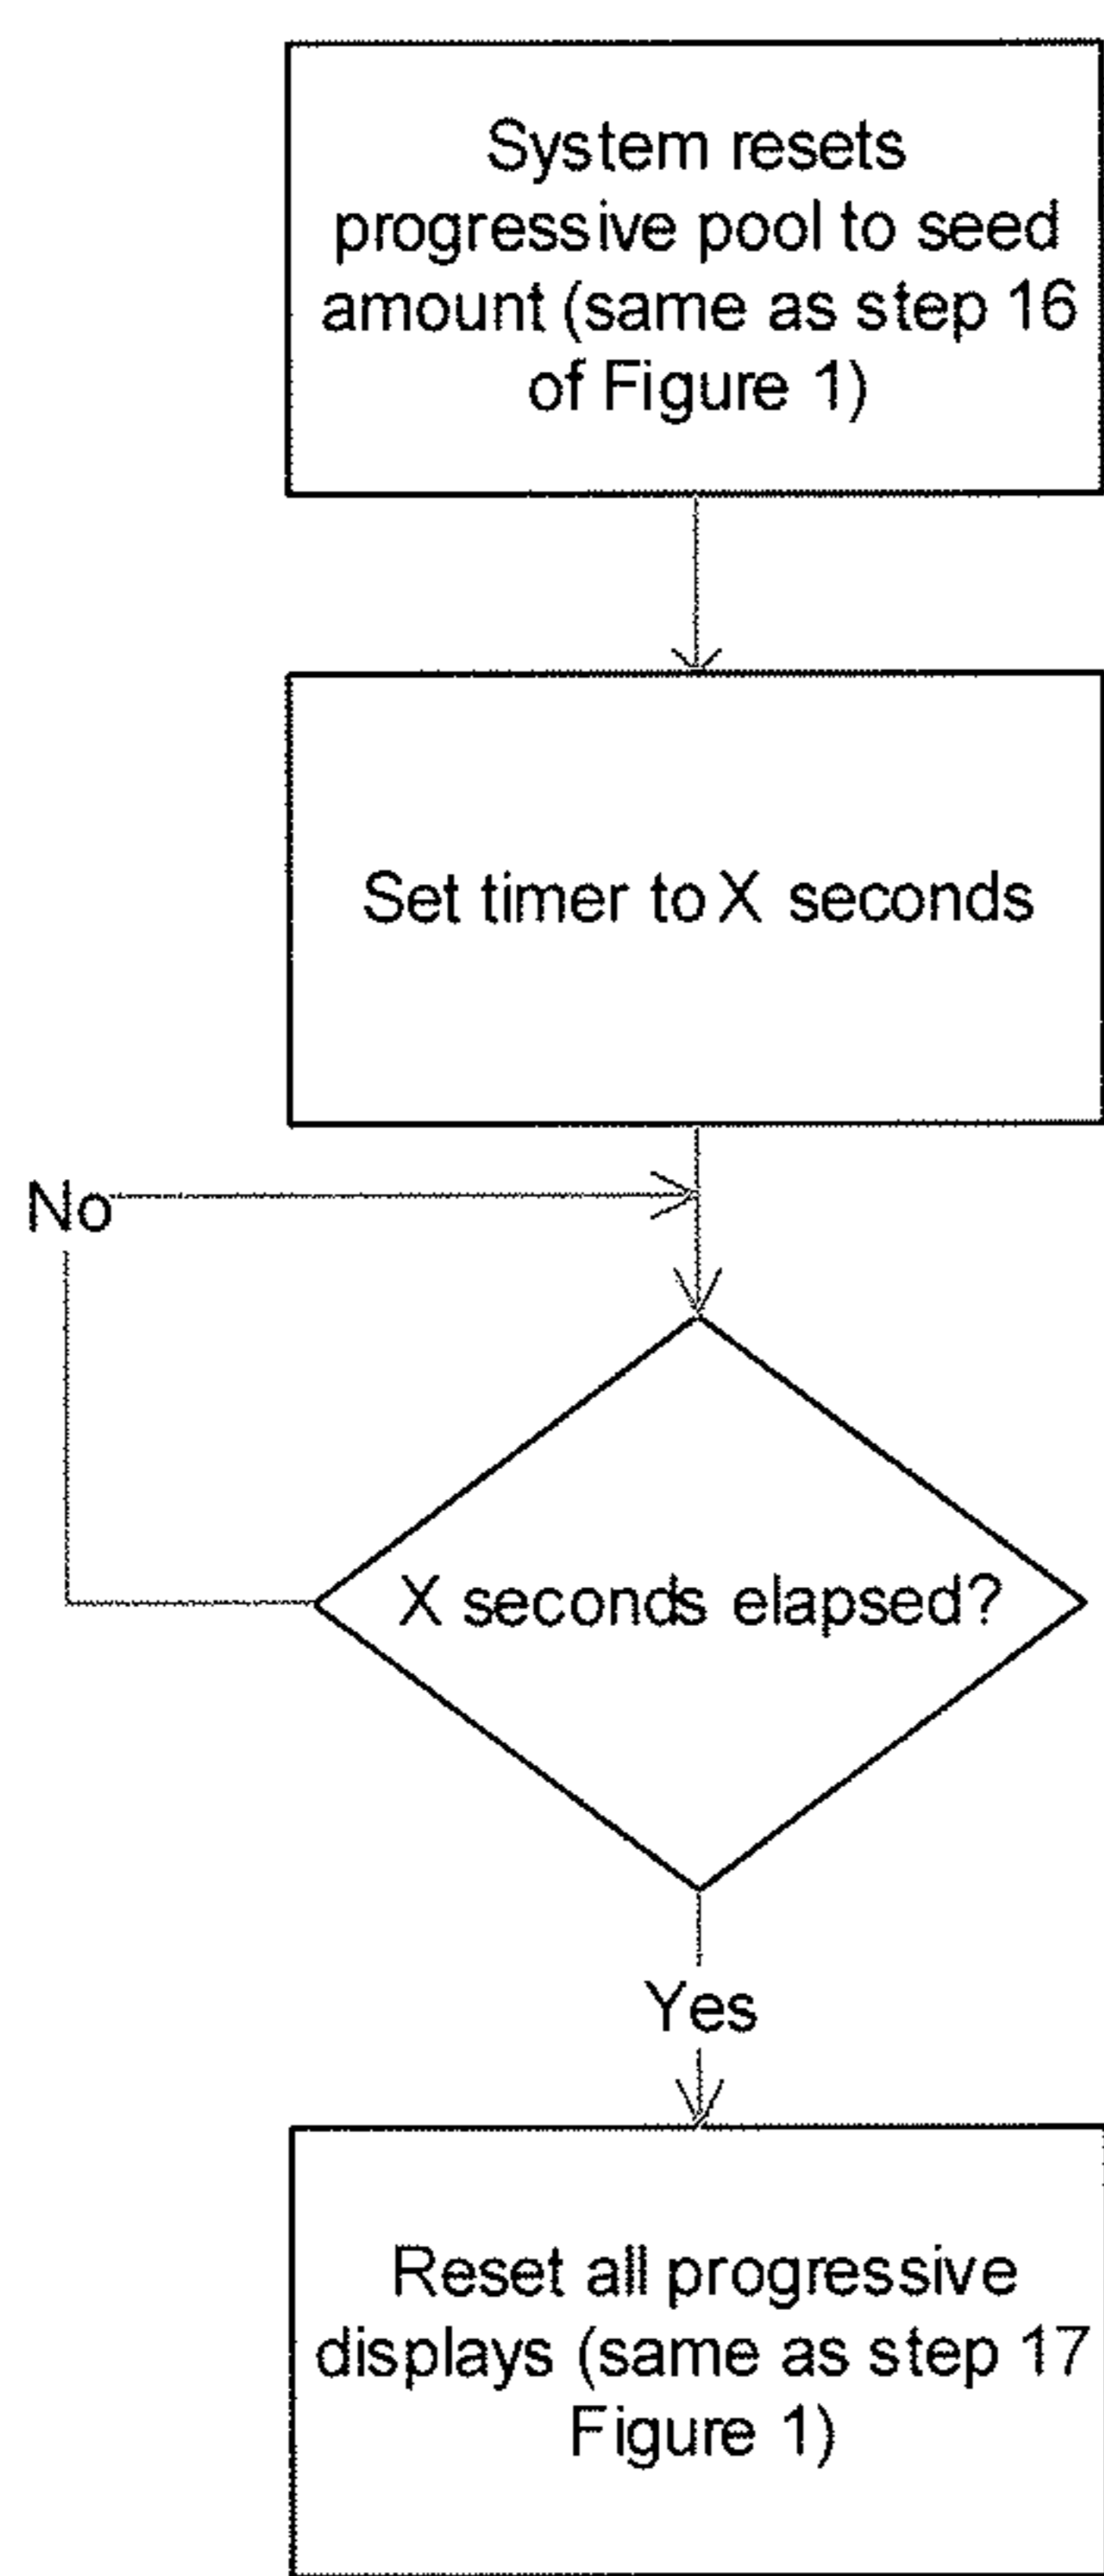 System resets
progressive pool to seed
amount (same as step 16
of Figure 1)
Set timer to X seconds
No
X seconds elapsed?
Yes
Reset all progressive
displays (same as step 17
Figure 1)